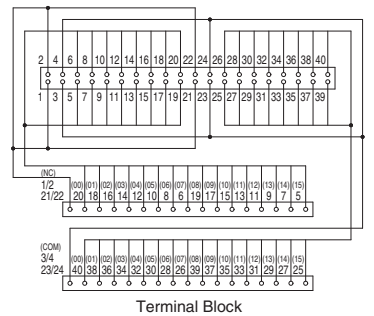 2 4 6 8 10 12 14 16 18 20 22 24 26 28 30 32 34 36 38 40
1 3 5 7 9 11 13 15 17 19 21 23 25 27 29 31 33 35 37 39
(NC)
1/2 (00) (01) (02) (03) (04) (05) (06) (07) (08) (09) (10) (15) (11) (12) (13) (14) (15)
21/22 20 18 16 14 12 10 8 6 19 17 15 13 11 9 7 5
(COM)
3/4 (00) (01) (02) (03) (04) (05) (06) (07) (08) (09) (10) (11) (12) (13) (14) (15)
23/24 40 38 36 34 32 30 28 26 39 37 35 33 31 29 27 25
Terminal Block